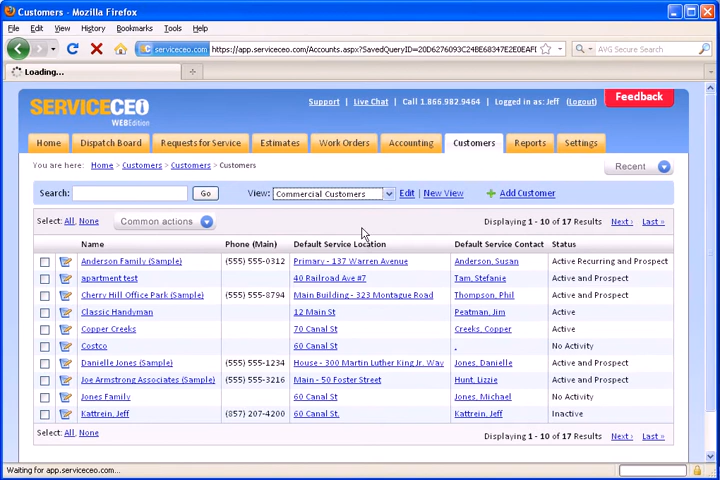 Customers - Mozilla Firefox
File Edit View History Bookmarks Tools Help
serviceceo.com https://app.serviceceo.com/Accounts.aspx?SavedQueryID=20D6276093C24BE68347E2E0EAFD AVG Secure Search
Loading...
SERVICECEO
WEBEdition
Support | Live Chat | Call 1.866.982.9464 | Logged in as: Jeff (Logout)
Feedback
Home Dispatch Board Requests for Service Estimates Work Orders Accounting Customers Reports Settings
You are here: Home > Customers > Customers > Customers
Recent
Search: Go View: Commercial Customers Edit New View Add Customer
Select: All, None Common actions Displaying 1 - 10 of 17 Results Next › Last »
Name Phone (Main) Default Service Location Default Service Contact Status
Anderson Family (Sample) (555) 555-0312 Primary - 137 Warren Avenue Anderson, Susan Active Recurring and Prospect
apartment test 40 Railroad Ave #7 Tam, Stefanie Active and Prospect
Cherry Hill Office Park (Sample) (555) 555-8794 Main Building - 323 Montague Road Thompson, Phil Active and Prospect
Classic Handyman 12 Main St Peatman, Jim Active
Copper Creeks 70 Canal St Creeks, Copper Active
Costco 60 Canal St , No Activity
Danielle Jones (Sample) (555) 555-1234 House - 300 Martin Luther King Jr. Way Jones, Danielle Active and Prospect
Joe Armstrong Associates (Sample) (555) 555-3216 Main - 50 Foster Street Hunt, Lizzie Active and Prospect
Jones Family 60 Canal St Jones, Michael No Activity
Kattrein, Jeff (857) 207-4200 60 Canal St. Kattrein, Jeff Inactive
Select: All, None Displaying 1 - 10 of 17 Results Next › Last »
Waiting for app.serviceceo.com...